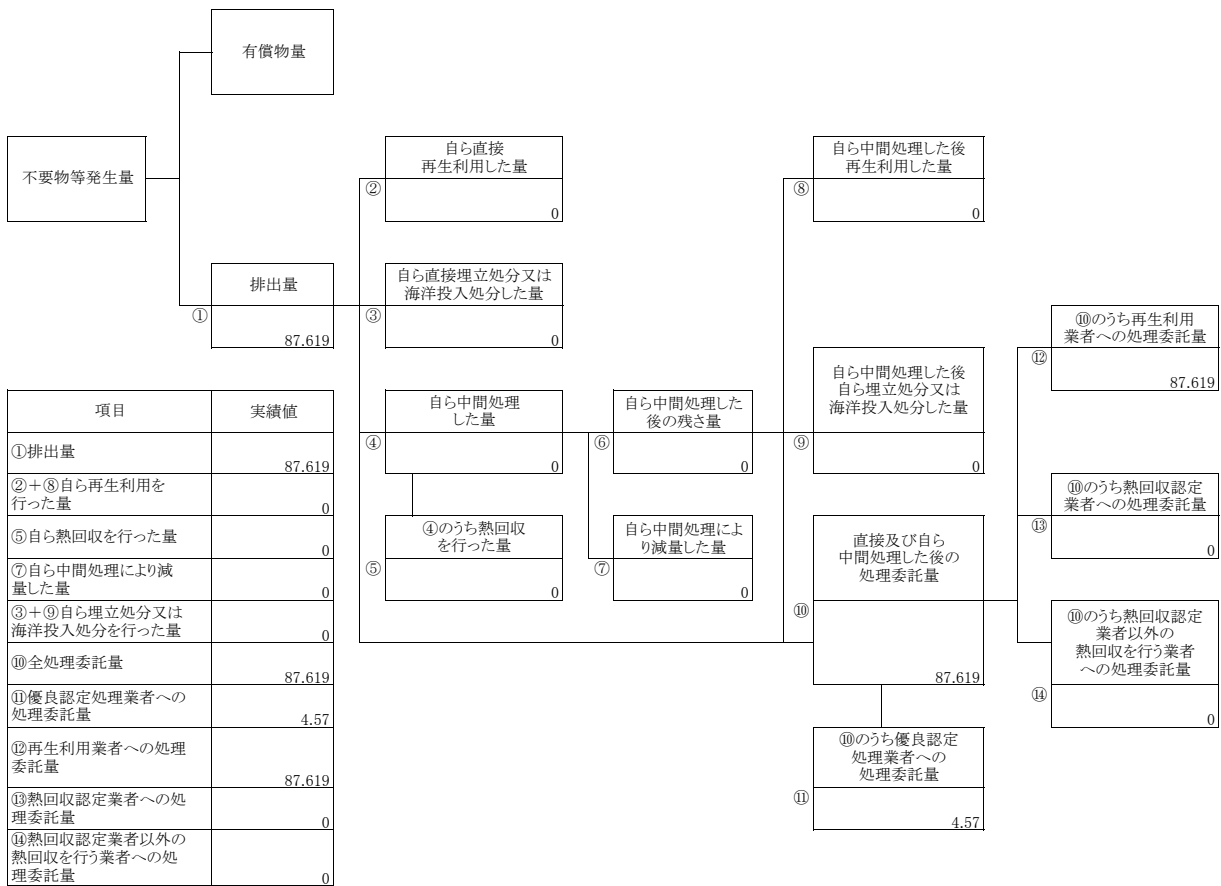 有償物量
不要物等発生量
排出量
①
87.619
自ら直接
再生利用した量
②
0
自ら直接埋立処分又は
海洋投入処分した量
③
0
自ら中間処理
した量
④
0
④のうち熱回収
を行った量
⑤
0
自ら中間処理した
後の残さ量
⑥
0
自ら中間処理によ
り減量した量
⑦
0
自ら中間処理した後
再生利用した量
⑧
0
自ら中間処理した後
自ら埋立処分又は
海洋投入処分した量
⑨
0
直接及び自ら
中間処理した後の
処理委託量
⑩
87.619
⑩のうち優良認定
処理業者への
処理委託量
⑪
4.57
⑩のうち再生利用
業者への処理委託量
⑫
87.619
⑩のうち熱回収認定
業者への処理委託量
⑬
0
⑩のうち熱回収認定
業者以外の
熱回収を行う業者
への処理委託量
⑭
0
項目 実績値
①排出量
87.619
②+⑧自ら再生利用を
行った量
0
⑤自ら熱回収を行った量
0
⑦自ら中間処理により減
量した量
0
③+⑨自ら埋立処分又は
海洋投入処分を行った量
0
⑩全処理委託量
87.619
⑪優良認定処理業者への
処理委託量
4.57
⑫再生利用業者への処理
委託量
87.619
⑬熱回収認定業者への処
理委託量
0
⑭熱回収認定業者以外の
熱回収を行う業者への処
理委託量
0